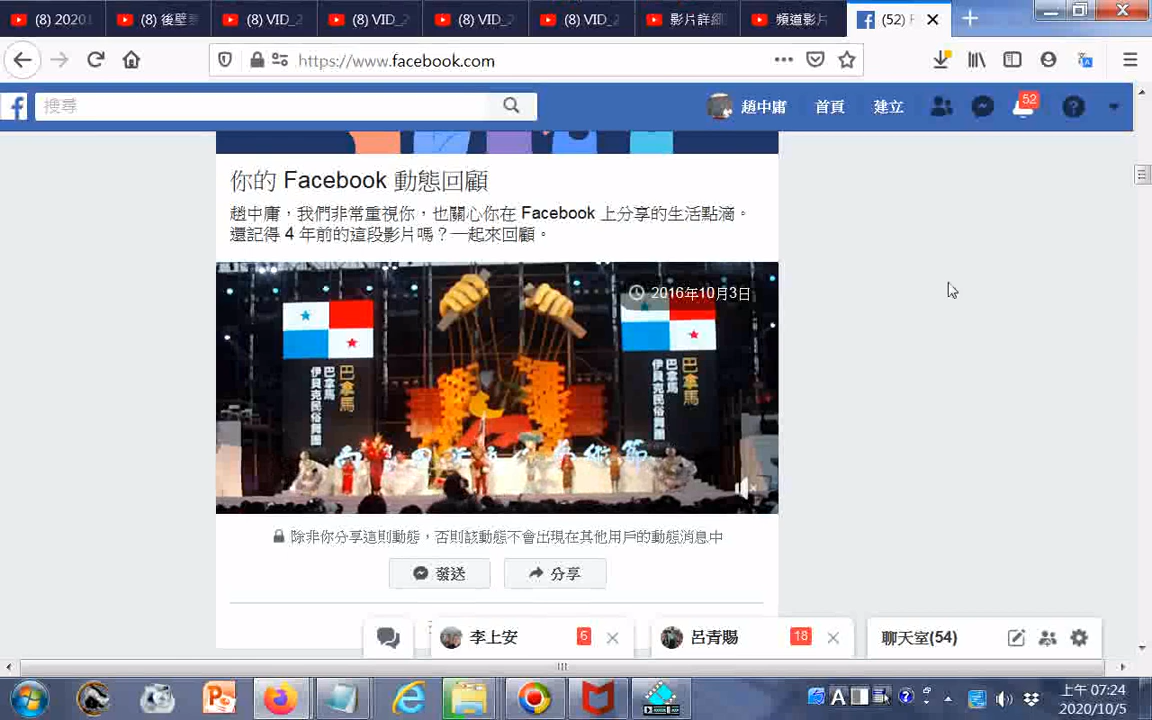 (8) 2020
(8) 後壁
(8) VID_2
(8) VID_2
(8) VID_2
(8) VID_2
影片詳細
頻道影片
(52) F
https://www.facebook.com
搜尋
趙中庸
首頁
建立
52
你的 Facebook 動態回顧
趙中庸，我們非常重視你，也關心你在 Facebook 上分享的生活點滴。
還記得 4 年前的這段影片嗎？一起來回顧。
2016年10月3日
巴拿馬
巴拿馬
伊貝克民俗舞團
巴拿馬
巴拿馬
伊貝克民俗舞團
藝術節
除非你分享這則動態，否則該動態不會出現在其他用戶的動態消息中
發送
分享
李上安
6
呂青賜
18
聊天室(54)
A
上午 07:24
2020/10/5